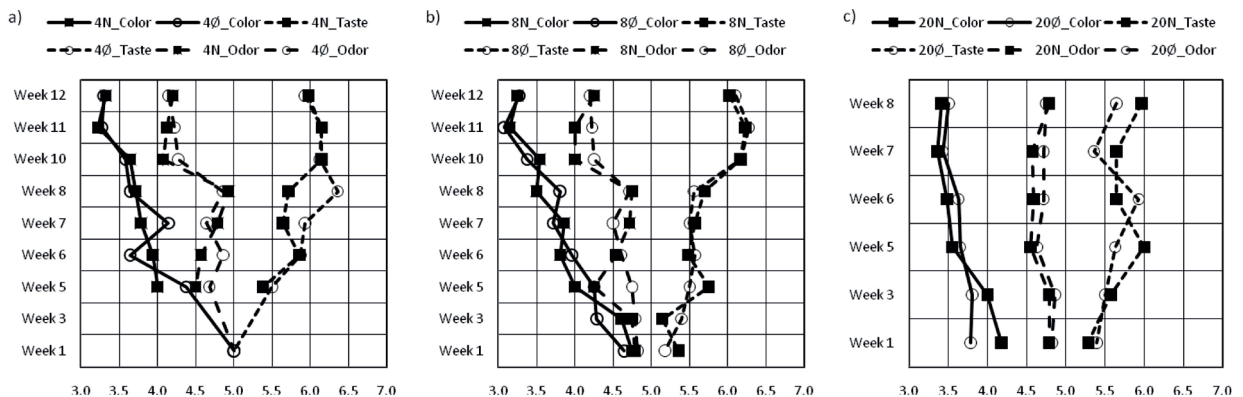 a)
4N_Color 4Ø_Color 4N_Taste
4Ø_Taste 4N_Odor 4Ø_Odor
Week 12
Week 11
Week 10
Week 8
Week 7
Week 6
Week 5
Week 3
Week 1
3.0 3.5 4.0 4.5 5.0 5.5 6.0 6.5 7.0
b)
8N_Color 8Ø_Color 8N_Taste
8Ø_Taste 8N_Odor 8Ø_Odor
Week 12
Week 11
Week 10
Week 8
Week 7
Week 6
Week 5
Week 3
Week 1
3.0 3.5 4.0 4.5 5.0 5.5 6.0 6.5 7.0
c)
20N_Color 20Ø_Color 20N_Taste
20Ø_Taste 20N_Odor 20Ø_Odor
Week 8
Week 7
Week 6
Week 5
Week 3
Week 1
3.0 3.5 4.0 4.5 5.0 5.5 6.0 6.5 7.0